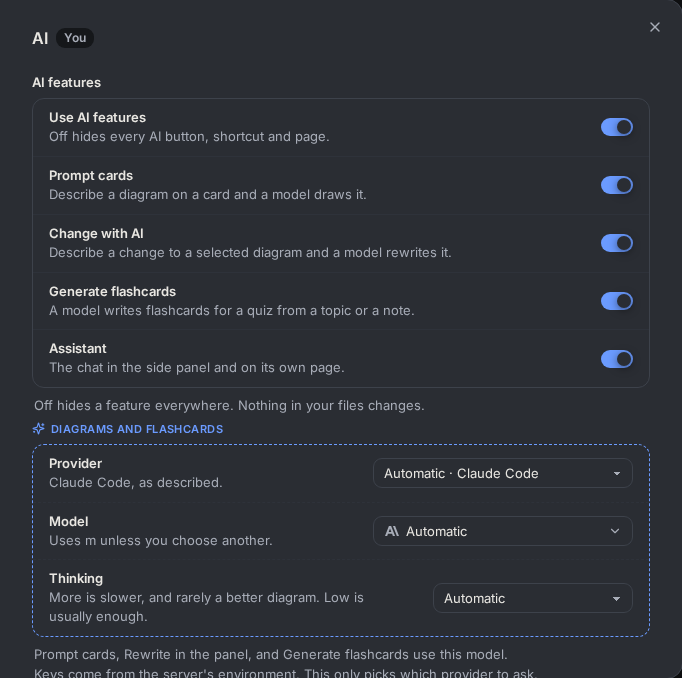 AI You
AI features
Use AI features
Off hides every AI button, shortcut and page.
Prompt cards
Describe a diagram on a card and a model draws it.
Change with AI
Describe a change to a selected diagram and a model rewrites it.
Generate flashcards
A model writes flashcards for a quiz from a topic or a note.
Assistant
The chat in the side panel and on its own page.
Off hides a feature everywhere. Nothing in your files changes.
DIAGRAMS AND FLASHCARDS
Provider
Claude Code, as described.
Automatic · Claude Code
Model
Uses m unless you choose another.
Automatic
Thinking
More is slower, and rarely a better diagram. Low is
usually enough.
Automatic
Prompt cards, Rewrite in the panel, and Generate flashcards use this model.
Keys come from the server's environment. This only picks which provider to ask.